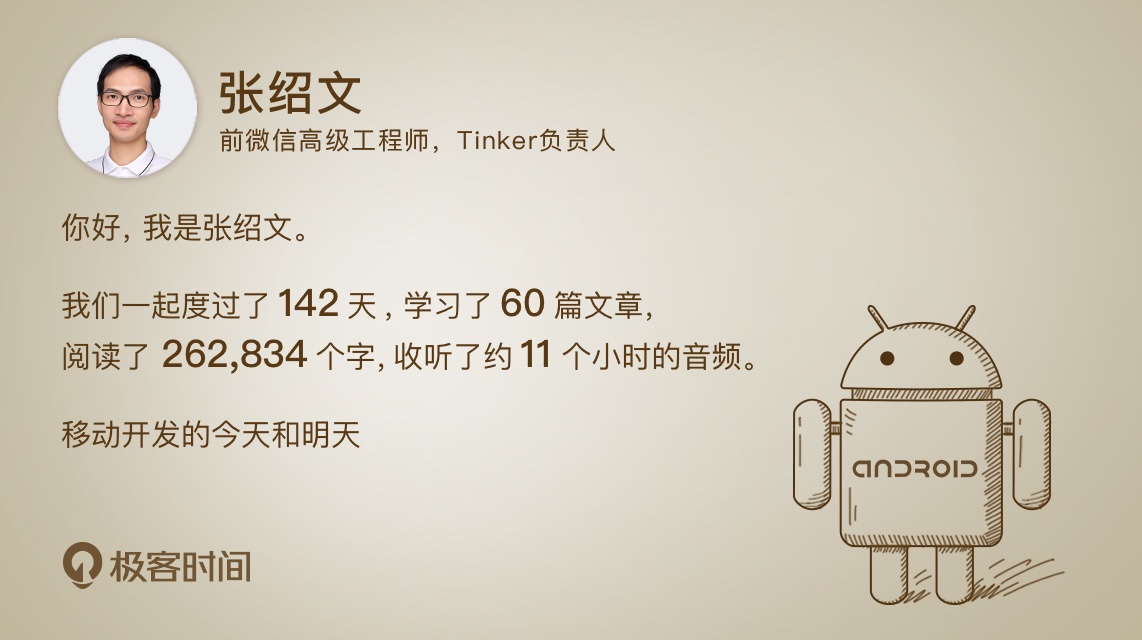 张绍文
前微信高级工程师，Tinker负责人
你好，我是张绍文。
我们一起度过了 142 天，学习了 60 篇文章，
阅读了 262,834 个字，收听了约 11 个小时的音频。
移动开发的今天和明天
ANDROID
极客时间